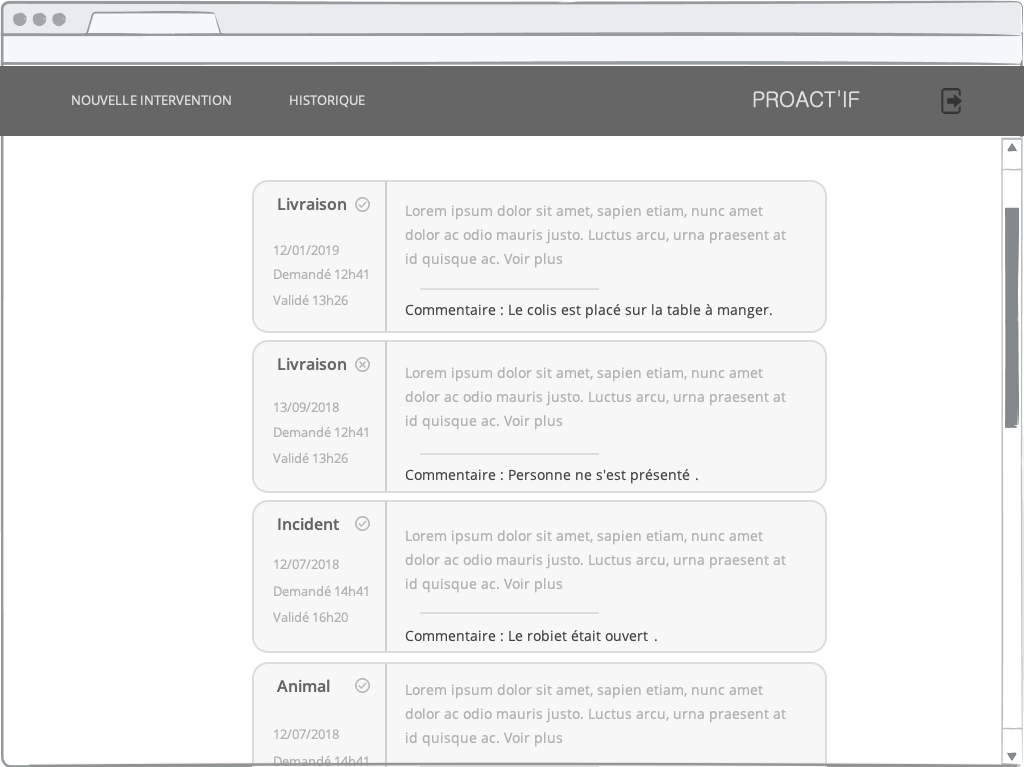 NOUVELLE INTERVENTION
HISTORIQUE
PROACT'IF
Livraison
12/01/2019
Demandé 12h41
Validé 13h26
Lorem ipsum dolor sit amet, sapien etiam, nunc amet
dolor ac odio mauris justo. Luctus arcu, urna praesent at
id quisque ac. Voir plus
Commentaire : Le colis est placé sur la table à manger.
Livraison
13/09/2018
Demandé 12h41
Validé 13h26
Lorem ipsum dolor sit amet, sapien etiam, nunc amet
dolor ac odio mauris justo. Luctus arcu, urna praesent at
id quisque ac. Voir plus
Commentaire : Personne ne s'est présenté .
Incident
12/07/2018
Demandé 14h41
Validé 16h20
Lorem ipsum dolor sit amet, sapien etiam, nunc amet
dolor ac odio mauris justo. Luctus arcu, urna praesent at
id quisque ac. Voir plus
Commentaire : Le robiet était ouvert .
Animal
12/07/2018
Demandé 14h41
Lorem ipsum dolor sit amet, sapien etiam, nunc amet
dolor ac odio mauris justo. Luctus arcu, urna praesent at
id quisque ac. Voir plus